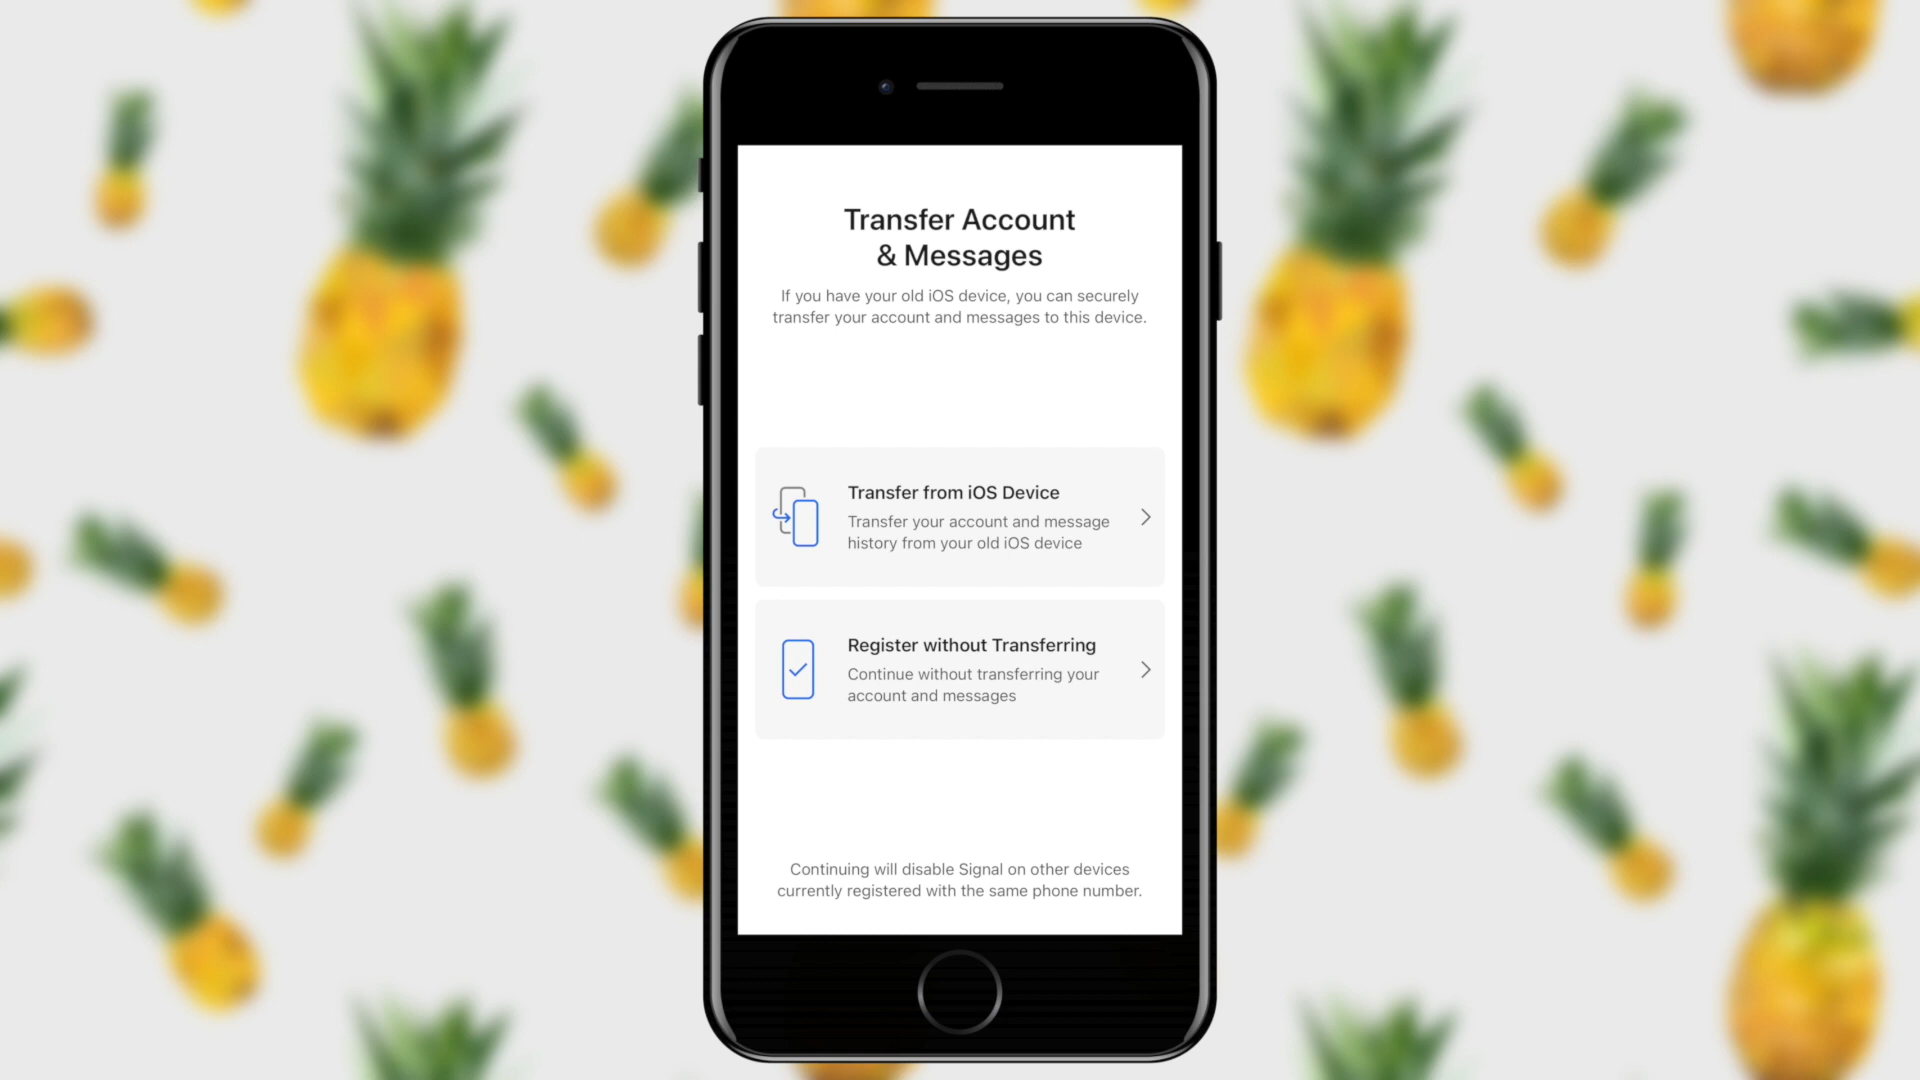 Transfer Account
& Messages
If you have your old iOS device, you can securely
transfer your account and messages to this device.
Transfer from iOS Device
Transfer your account and message
history from your old iOS device
Register without Transferring
Continue without transferring your
account and messages
Continuing will disable Signal on other devices
currently registered with the same phone number.